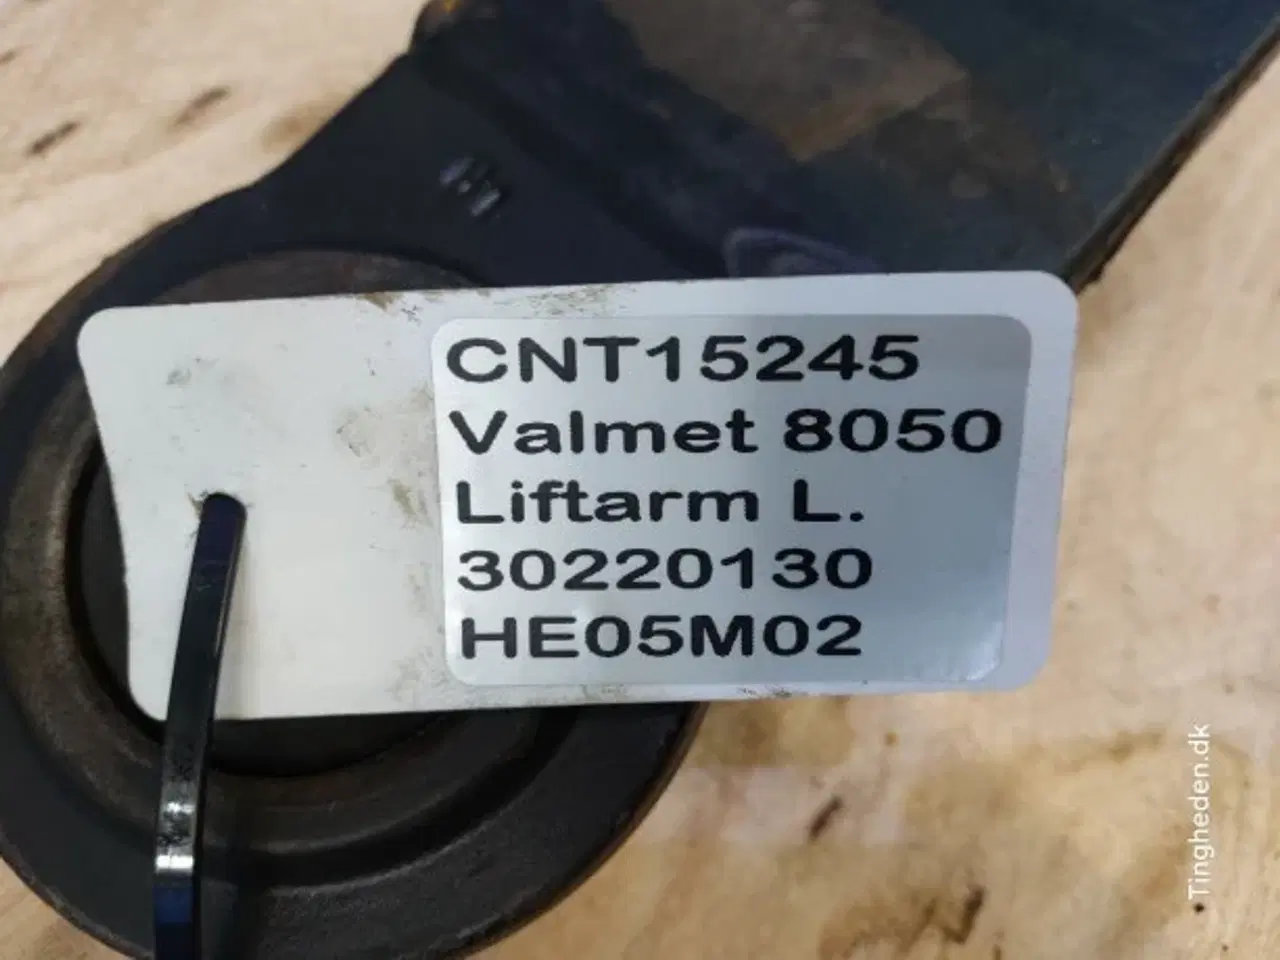 CNT15245
Valmet 8050
Liftarm L.
30220130
HE05M02
Tingheden.dk